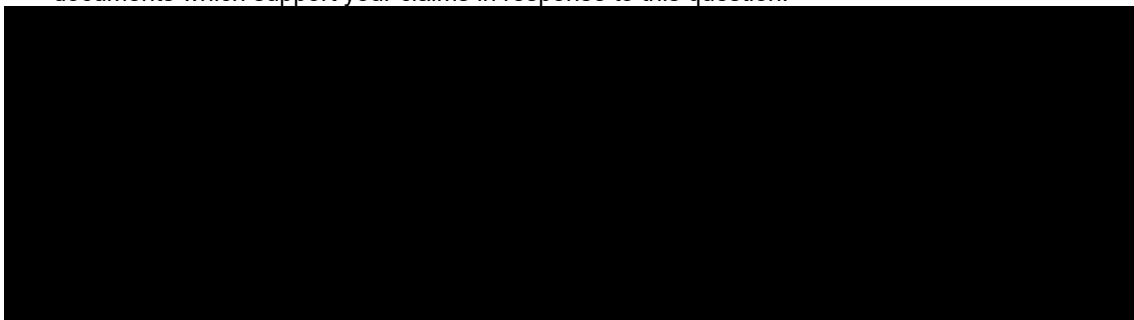 documents which support your claims in response to this question.